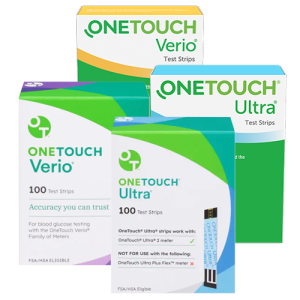 ONETOUCH
Verio®
Test Strips
ONETOUCH®
Ultra®
Test Strips
ONETOUCH
Verio®
100 Test Strips
Accuracy you can trust
For blood glucose testing
with the OneTouch Verio®
Family of Meters
FSA/HSA ELIGIBLE
ONETOUCH
Ultra®
100 Test Strips
OneTouch® Ultra® strips work with:
OneTouch® Ultra® 2 meter
NOT FOR USE with the following:
OneTouch Ultra Plus Flex™ meter
FSA/HSA Eligible